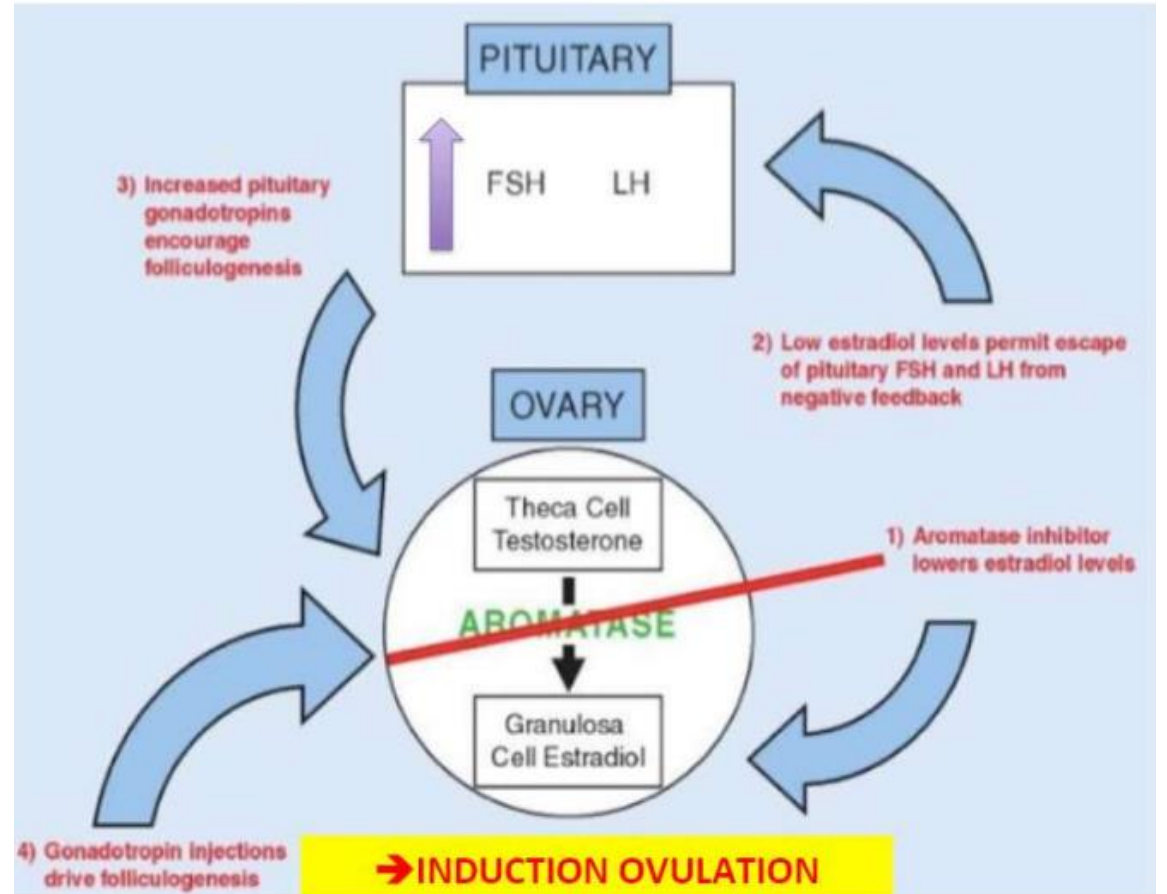 PITUITARY
FSH LH
3) Increased pituitary
gonadotropins
encourage
folliculogenesis
2) Low estradiol levels permit escape
of pituitary FSH and LH from
negative feedback
OVARY
Theca Cell
Testosterone
1) Aromatase inhibitor
lowers estradiol levels
AROMATASE
Granulosa
Cell Estradiol
4) Gonadotropin injections
drive folliculogenesis
➔INDUCTION OVULATION